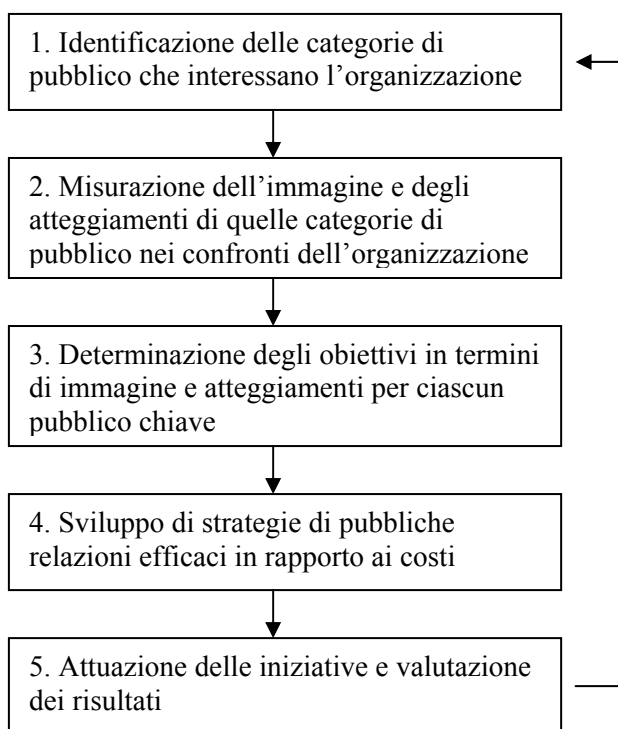 1. Identificazione delle categorie di
pubblico che interessano l’organizzazione
2. Misurazione dell’immagine e degli
atteggiamenti di quelle categorie di
pubblico nei confronti dell’organizzazione
3. Determinazione degli obiettivi in termini
di immagine e atteggiamenti per ciascun
pubblico chiave
4. Sviluppo di strategie di pubbliche
relazioni efficaci in rapporto ai costi
5. Attuazione delle iniziative e valutazione
dei risultati